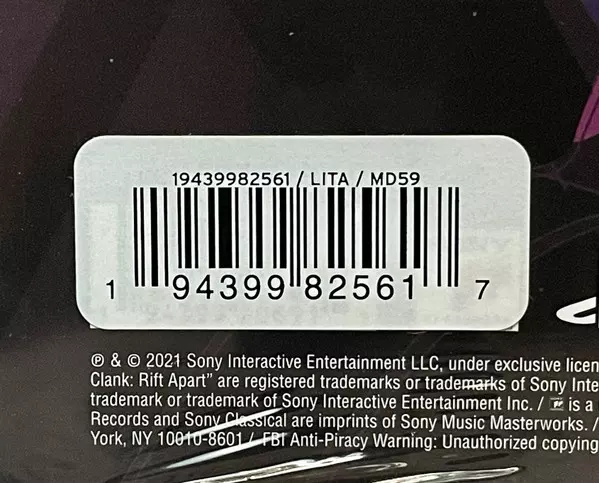 19439982561 / LITA / MD59
1 94399 82561 7
℗ & © 2021 Sony Interactive Entertainment LLC, under exclusive licen
Clank: Rift Apart” are registered trademarks or trademarks of Sony Inte
trademark or trademark of Sony Interactive Entertainment Inc. / is a
Records and Sony Classical are imprints of Sony Music Masterworks. /
York, NY 10010-8601 / FBI Anti-Piracy Warning: Unauthorized copying